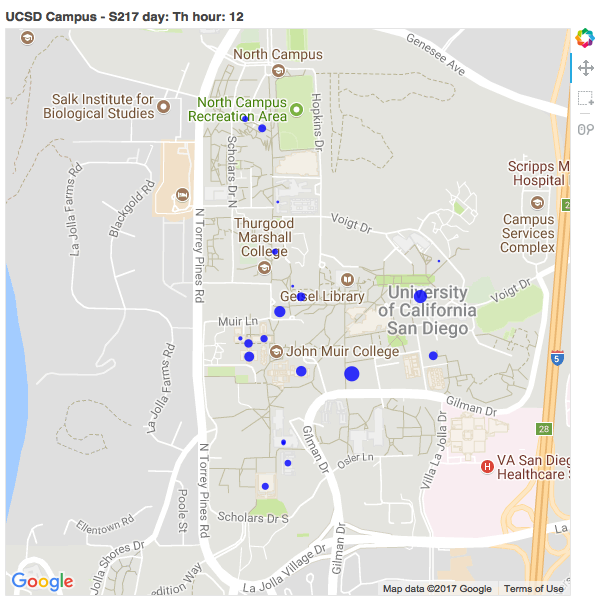 UCSD Campus - S217 day: Th hour: 12
Genesee Ave
North Campus
Salk Institute for
Biological Studies
North Campus
Recreation Area
Hopkins Dr
Scholars Dr N
Scripps M
Hospital
La Jolla Farms Rd
Blackgold Rd
2
N Torrey Pines Rd
Voigt Dr
Campus
Services
Complex
Thurgood
Marshall
College
Geisel Library
University
of California
San Diego
Voigt Dr
Muir Ln
John Muir College
5
La Jolla Farms Rd
Gilman Dr
Gilman Dr
Villa La Jolla Dr
28
N Torrey Pines Rd
Osler Ln
H
VA San Dieg
Healthcare S
Poole St
Ellentown Rd
Scholars Dr S
La
Jolla Shores Dr
Gilman Dr
La Jolla Village Dr
edition Way
Google
Map data ©2017 Google
Terms of Use